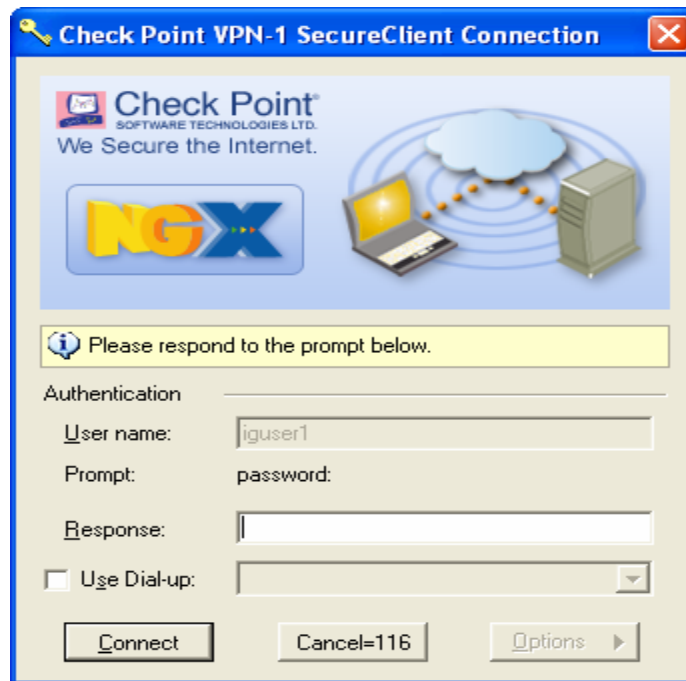 Check Point VPN-1 SecureClient Connection
Check Point®
SOFTWARE TECHNOLOGIES LTD.
We Secure the Internet.
NGX
Please respond to the prompt below.
Authentication
User name: iguser1
Prompt: password:
Response:
Use Dial-up:
Connect Cancel=116 Options